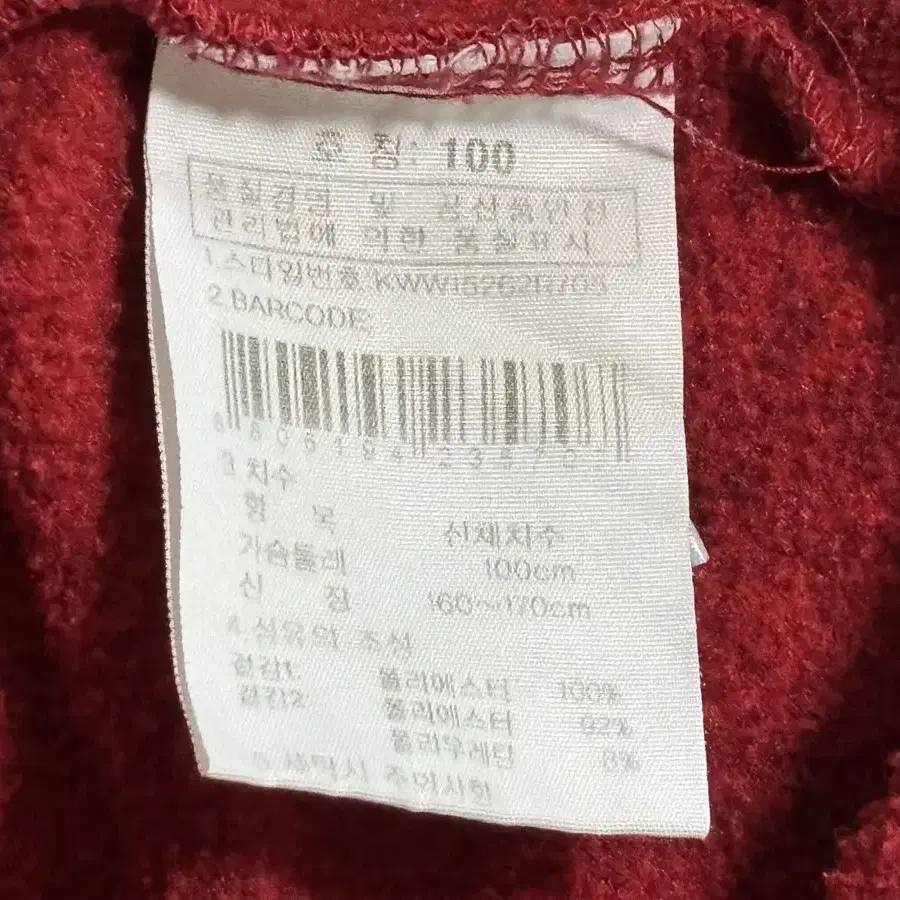 호 칭: 100
품질경영 및 공산품안전
관리법에 의한 품질표시
1.스타일번호
2.BARCODE:
3.치수
형 목 신체치수
가슴둘레 100cm
신 장 160~170cm
4.섬유의 조성
겉감1: 폴리에스터 100%
겉감2: 폴리에스터 92%
폴리우레탄 8%
5.세탁시 주의사항